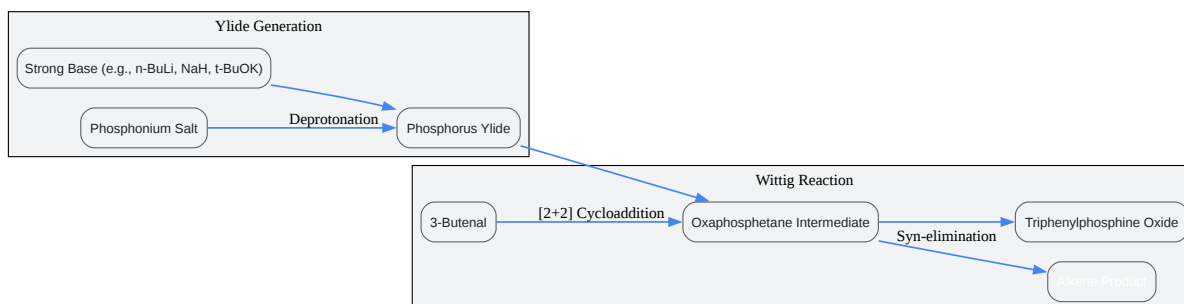 Ylide Generation
Strong Base (e.g., n-BuLi, NaH, t-BuOK)
Phosphonium Salt
Deprotonation
Phosphorus Ylide
Wittig Reaction
3-Butenal
[2+2] Cycloaddition
Oxaphosphetane Intermediate
Triphenylphosphine Oxide
Syn-elimination
Alkene Product